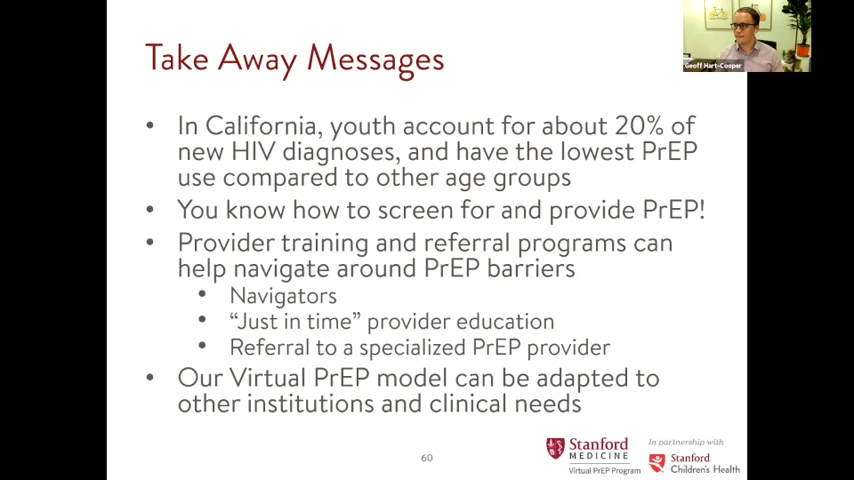 Take Away Messages
Geoff Hart-Cooper
• In California, youth account for about 20% of
new HIV diagnoses, and have the lowest PrEP
use compared to other age groups
• You know how to screen for and provide PrEP!
• Provider training and referral programs can
help navigate around PrEP barriers
• Navigators
• “Just in time” provider education
• Referral to a specialized PrEP provider
• Our Virtual PrEP model can be adapted to
other institutions and clinical needs
60
Stanford
MEDICINE
Virtual PrEP Program
In partnership with
Stanford
Children's Health